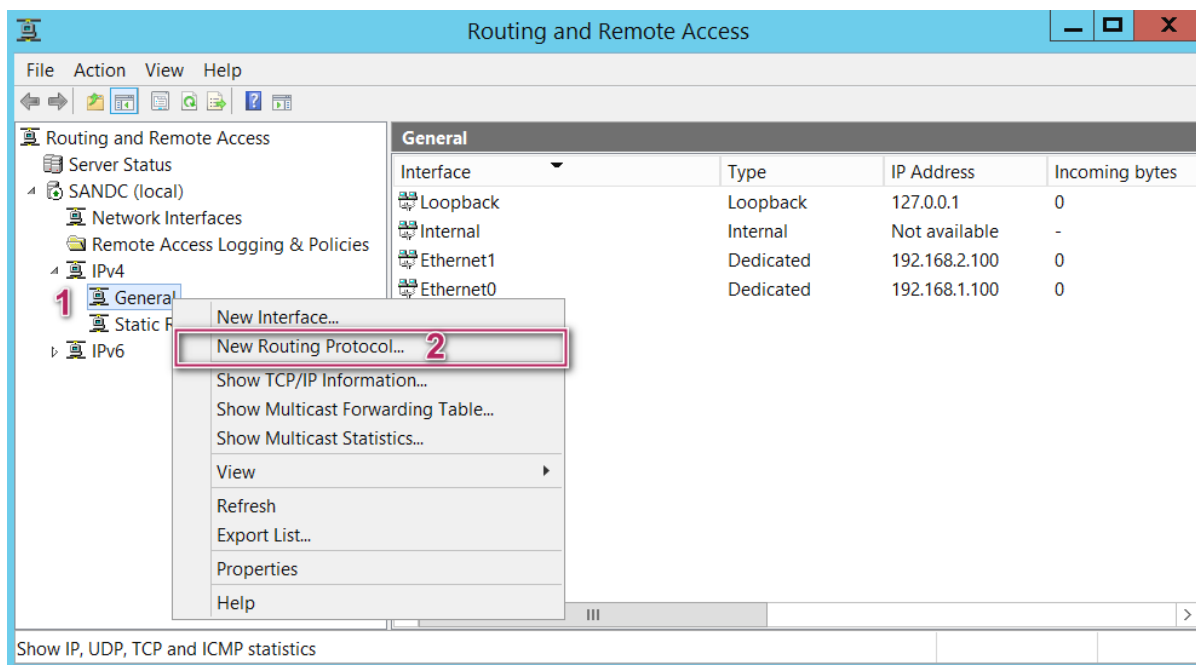 Routing and Remote Access
File Action View Help
Routing and Remote Access
Server Status
SANDC (local)
Network Interfaces
Remote Access Logging & Policies
IPv4
1 General
Static R
IPv6
General
Interface Type IP Address Incoming bytes
Loopback Loopback 127.0.0.1 0
Internal Internal Not available -
Ethernet1 Dedicated 192.168.2.100 0
Ethernet0 Dedicated 192.168.1.100 0
New Interface...
New Routing Protocol... 2
Show TCP/IP Information...
Show Multicast Forwarding Table...
Show Multicast Statistics...
View
Refresh
Export List...
Properties
Help
Show IP, UDP, TCP and ICMP statistics